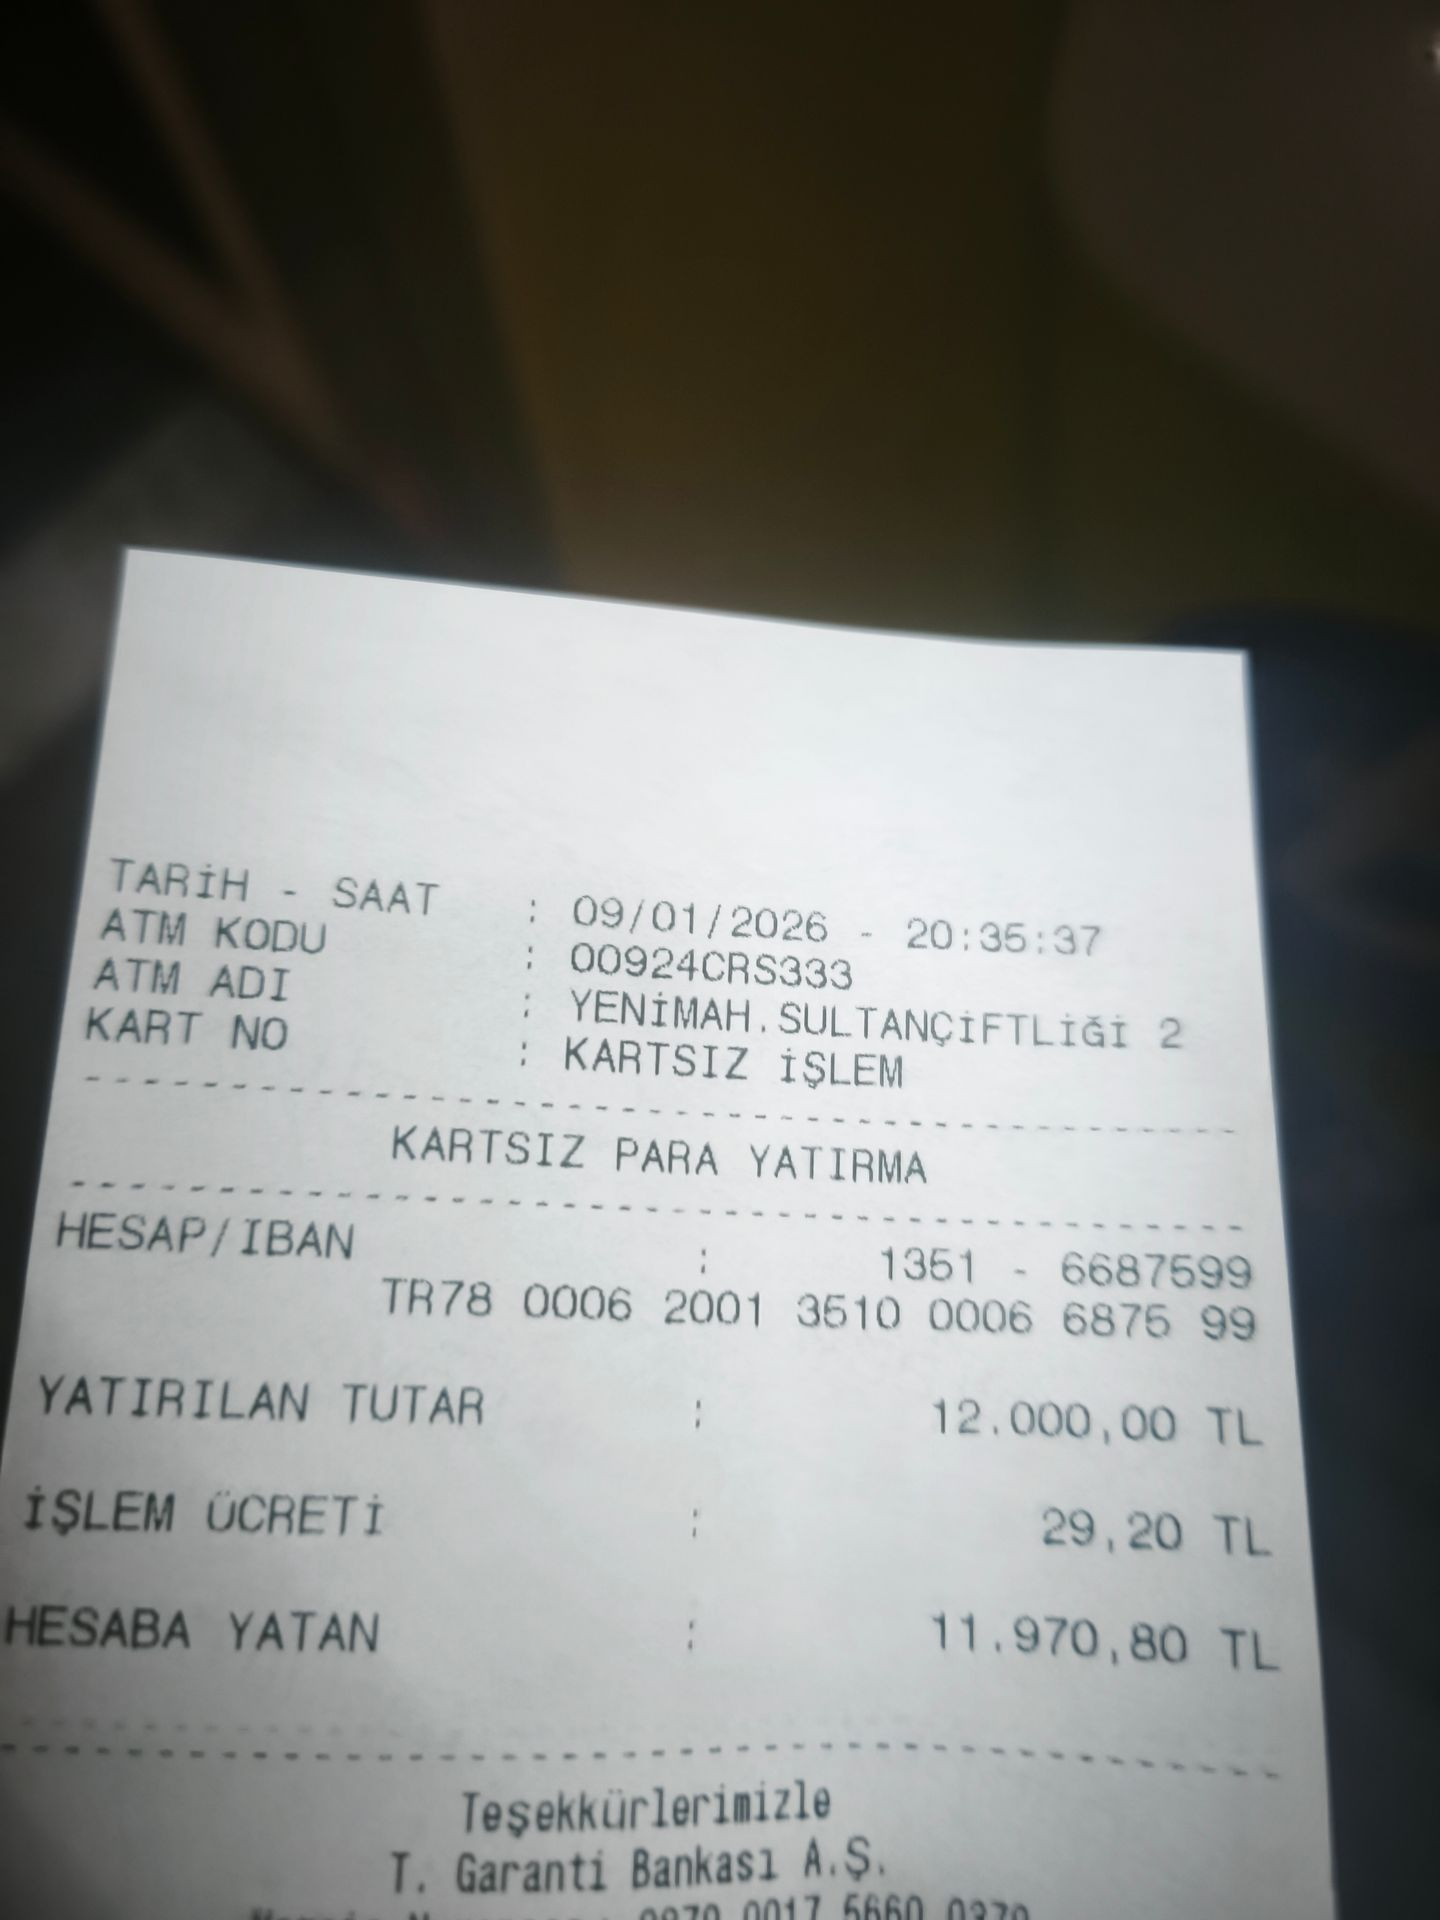 TARİH - SAAT : 09/01/2026 - 20:35:37
ATM KODU : 00924CRS333
ATM ADI : YENİMAH.SULTANÇİFTLİĞİ 2
KART NO : KARTSIZ İŞLEM
KARTSIZ PARA YATIRMA
HESAP/IBAN : 1351 - 6687599
TR78 0006 2001 3510 0006 6875 99
YATIRILAN TUTAR : 12.000,00 TL
İŞLEM ÜCRETİ : 29,20 TL
HESABA YATAN : 11.970,80 TL
Teşekkürlerimizle
T. Garanti Bankası A.Ş.
0017 5660